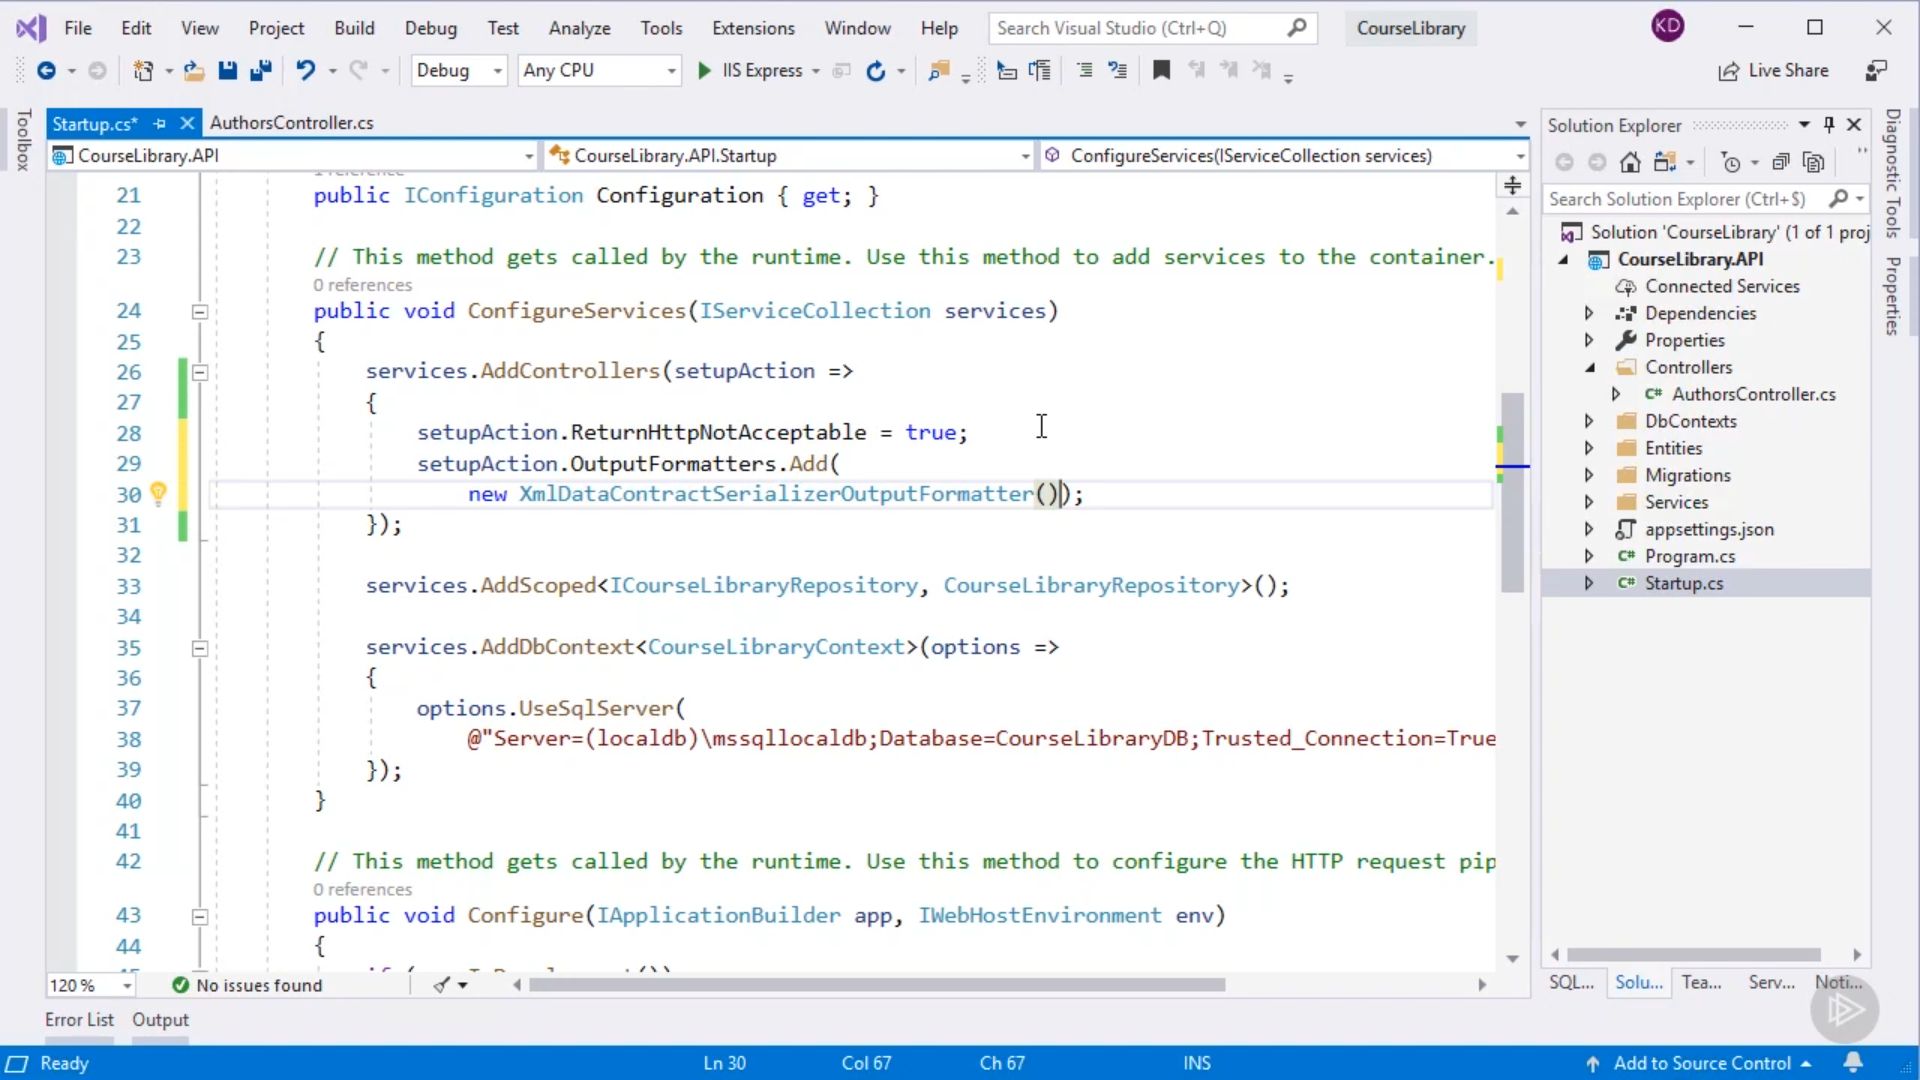 File Edit View Project Build Debug Test Analyze Tools Extensions Window Help Search Visual Studio (Ctrl+Q) CourseLibrary KD
Debug Any CPU IIS Express Live Share
Toolbox
Startup.cs* AuthorsController.cs
CourseLibrary.API CourseLibrary.API.Startup ConfigureServices(IServiceCollection services)
21 public IConfiguration Configuration { get; }
22
23 // This method gets called by the runtime. Use this method to add services to the container.
0 references
24 public void ConfigureServices(IServiceCollection services)
25 {
26 services.AddControllers(setupAction =>
27 {
28 setupAction.ReturnHttpNotAcceptable = true;
29 setupAction.OutputFormatters.Add(
30 new XmlDataContractSerializerOutputFormatter());
31 });
32
33 services.AddScoped<ICourseLibraryRepository, CourseLibraryRepository>();
34
35 services.AddDbContext<CourseLibraryContext>(options =>
36 {
37 options.UseSqlServer(
38 @"Server=(localdb)\mssqllocaldb;Database=CourseLibraryDB;Trusted_Connection=True
39 });
40 }
41
42 // This method gets called by the runtime. Use this method to configure the HTTP request pip
0 references
43 public void Configure(IApplicationBuilder app, IWebHostEnvironment env)
44 {
120 % No issues found
Error List Output
Solution Explorer
Search Solution Explorer (Ctrl+$)
Solution 'CourseLibrary' (1 of 1 proj
CourseLibrary.API
Connected Services
Dependencies
Properties
Controllers
C# AuthorsController.cs
DbContexts
Entities
Migrations
Services
appsettings.json
C# Program.cs
C# Startup.cs
SQL... Solu... Tea... Serv... Noti...
Diagnostic Tools
Properties
Ready Ln 30 Col 67 Ch 67 INS Add to Source Control